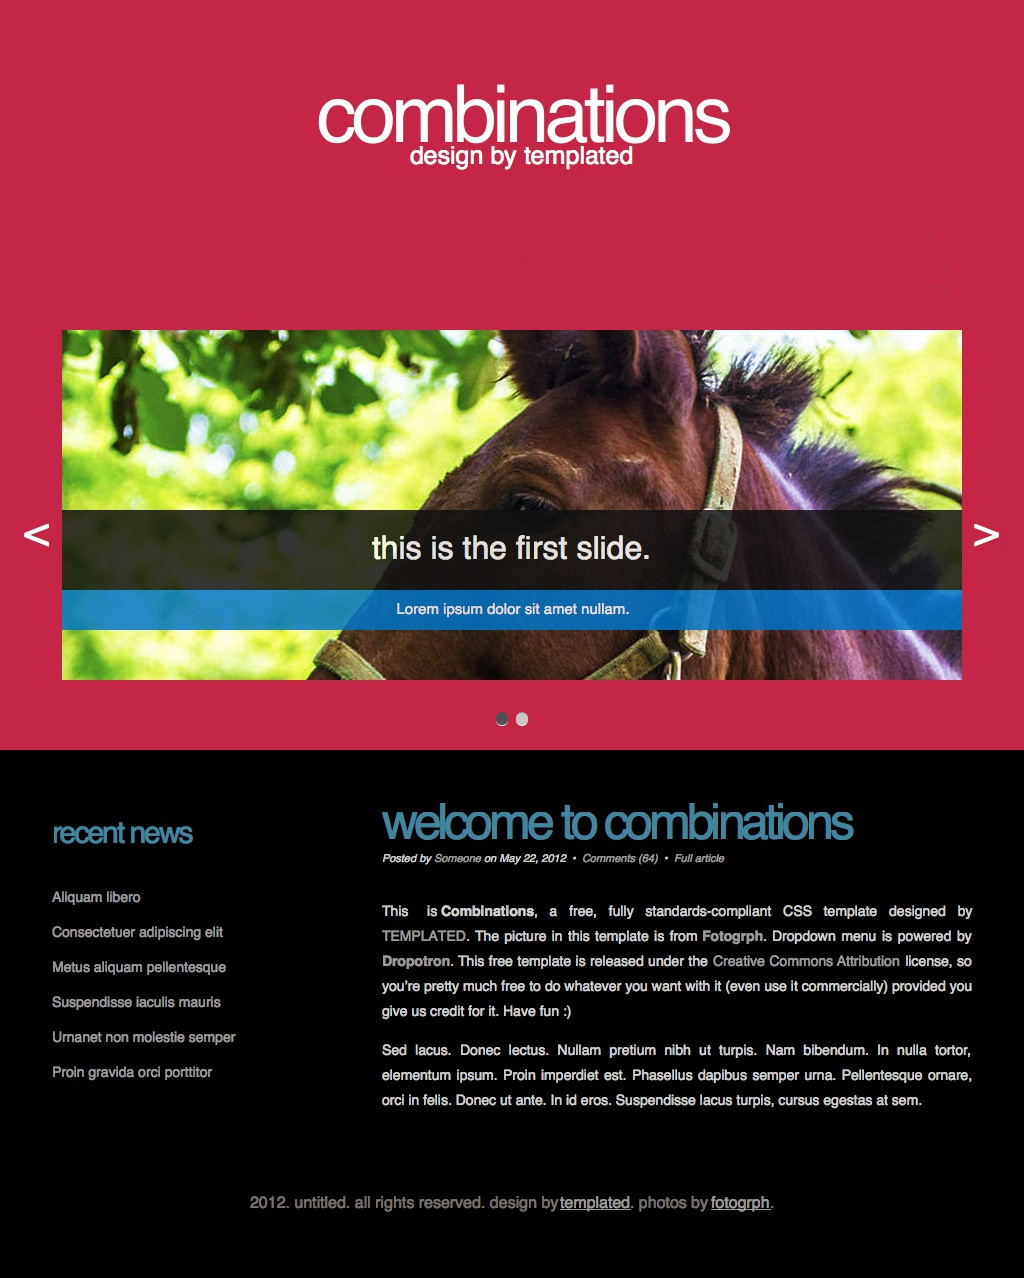 combinations
design by templated
<
this is the first slide.
Lorem ipsum dolor sit amet nullam.
>
recent news
Aliquam libero
Consectetuer adipiscing elit
Metus aliquam pellentesque
Suspendisse iaculis mauris
Urnanet non molestie semper
Proin gravida orci porttitor
welcome to combinations
Posted by Someone on May 22, 2012 • Comments (64) • Full article
This is Combinations, a free, fully standards-compliant CSS template designed by
TEMPLATED. The picture in this template is from Fotogrph. Dropdown menu is powered by
Dropotron. This free template is released under the Creative Commons Attribution license, so
you're pretty much free to do whatever you want with it (even use it commercially) provided you
give us credit for it. Have fun :)
Sed lacus. Donec lectus. Nullam pretium nibh ut turpis. Nam bibendum. In nulla tortor,
elementum ipsum. Proin imperdiet est. Phasellus dapibus semper urna. Pellentesque ornare,
orci in felis. Donec ut ante. In id eros. Suspendisse lacus turpis, cursus egestas at sem.
2012. untitled. all rights reserved. design by templated. photos by fotogrph.